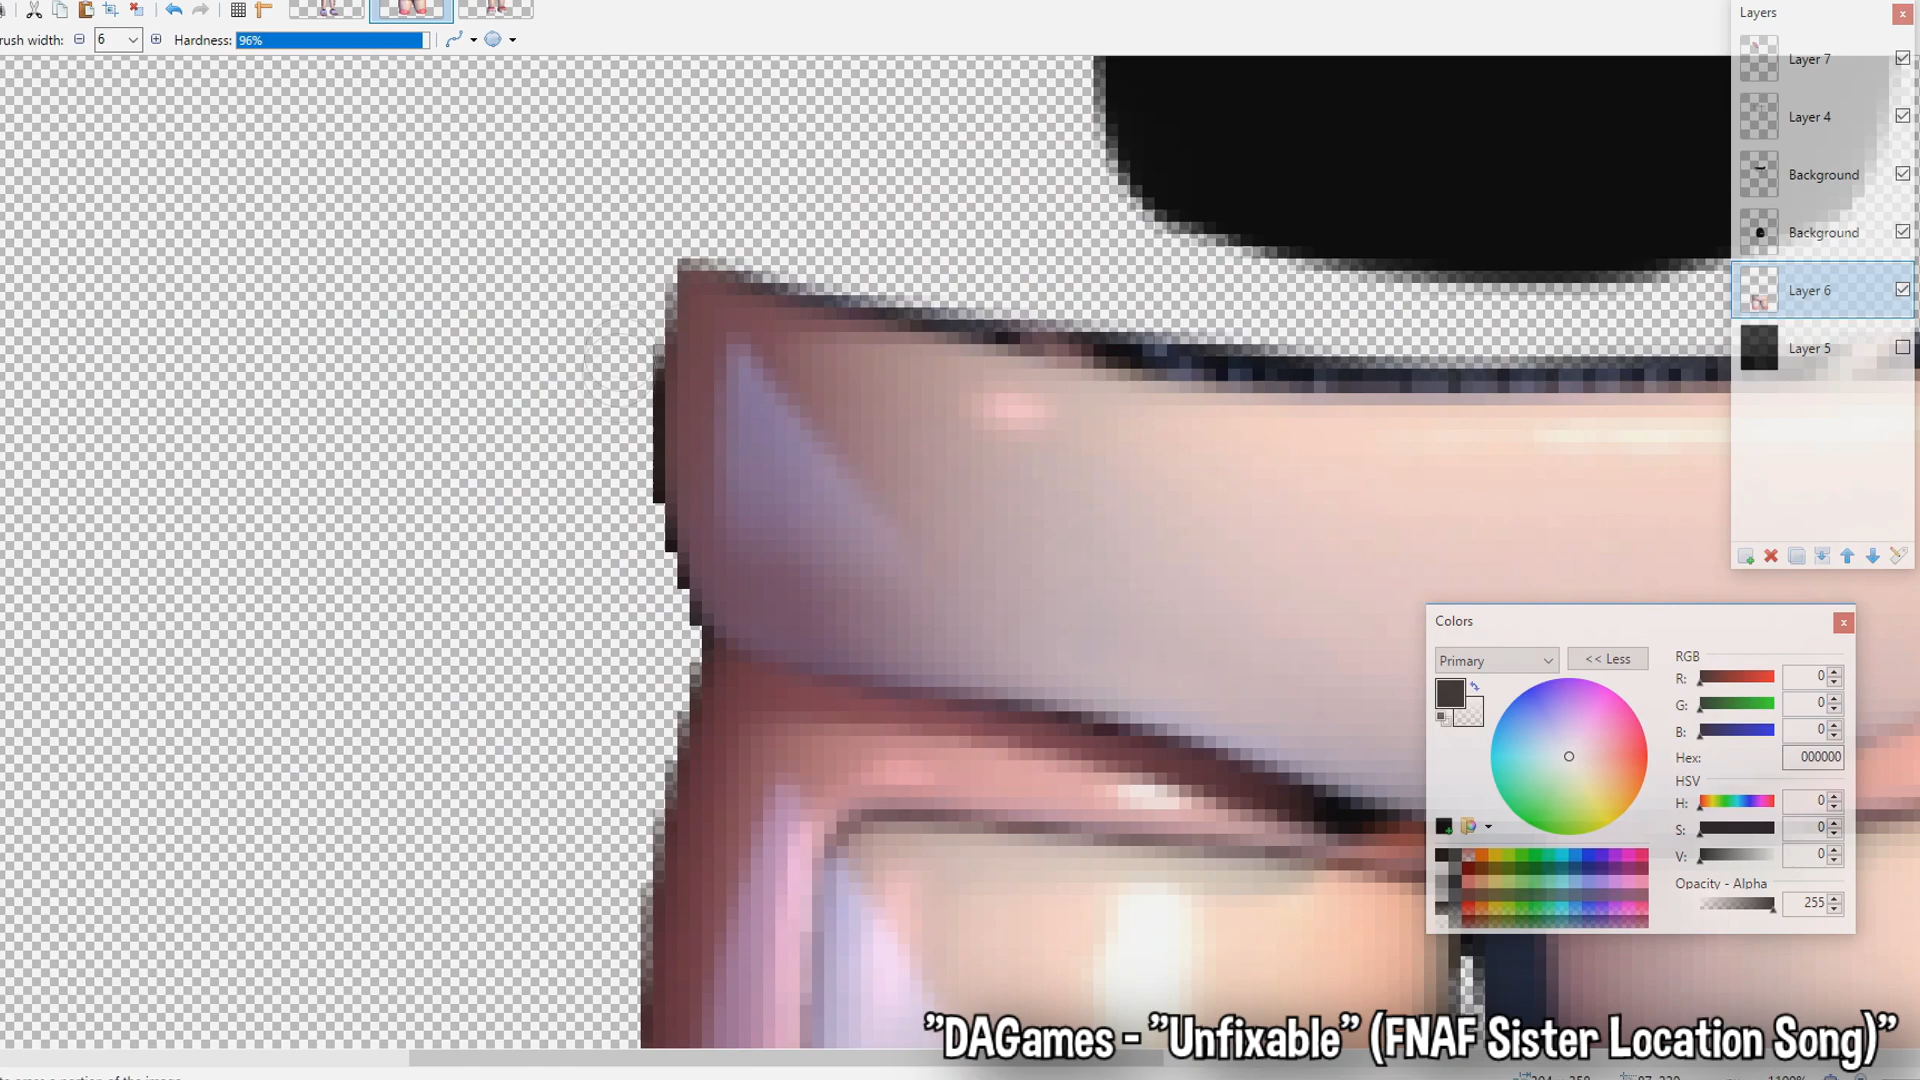 rush width:
6
Hardness:
96%
Layers
Layer 7
Layer 4
Background
Background
Layer 6
Layer 5
Colors
Primary
<< Less
RGB
R:
0
G:
0
B:
0
Hex:
000000
HSV
H:
0
S:
0
V:
0
Opacity - Alpha
255
"DAGames - "Unfixable" (FNAF Sister Location Song)"